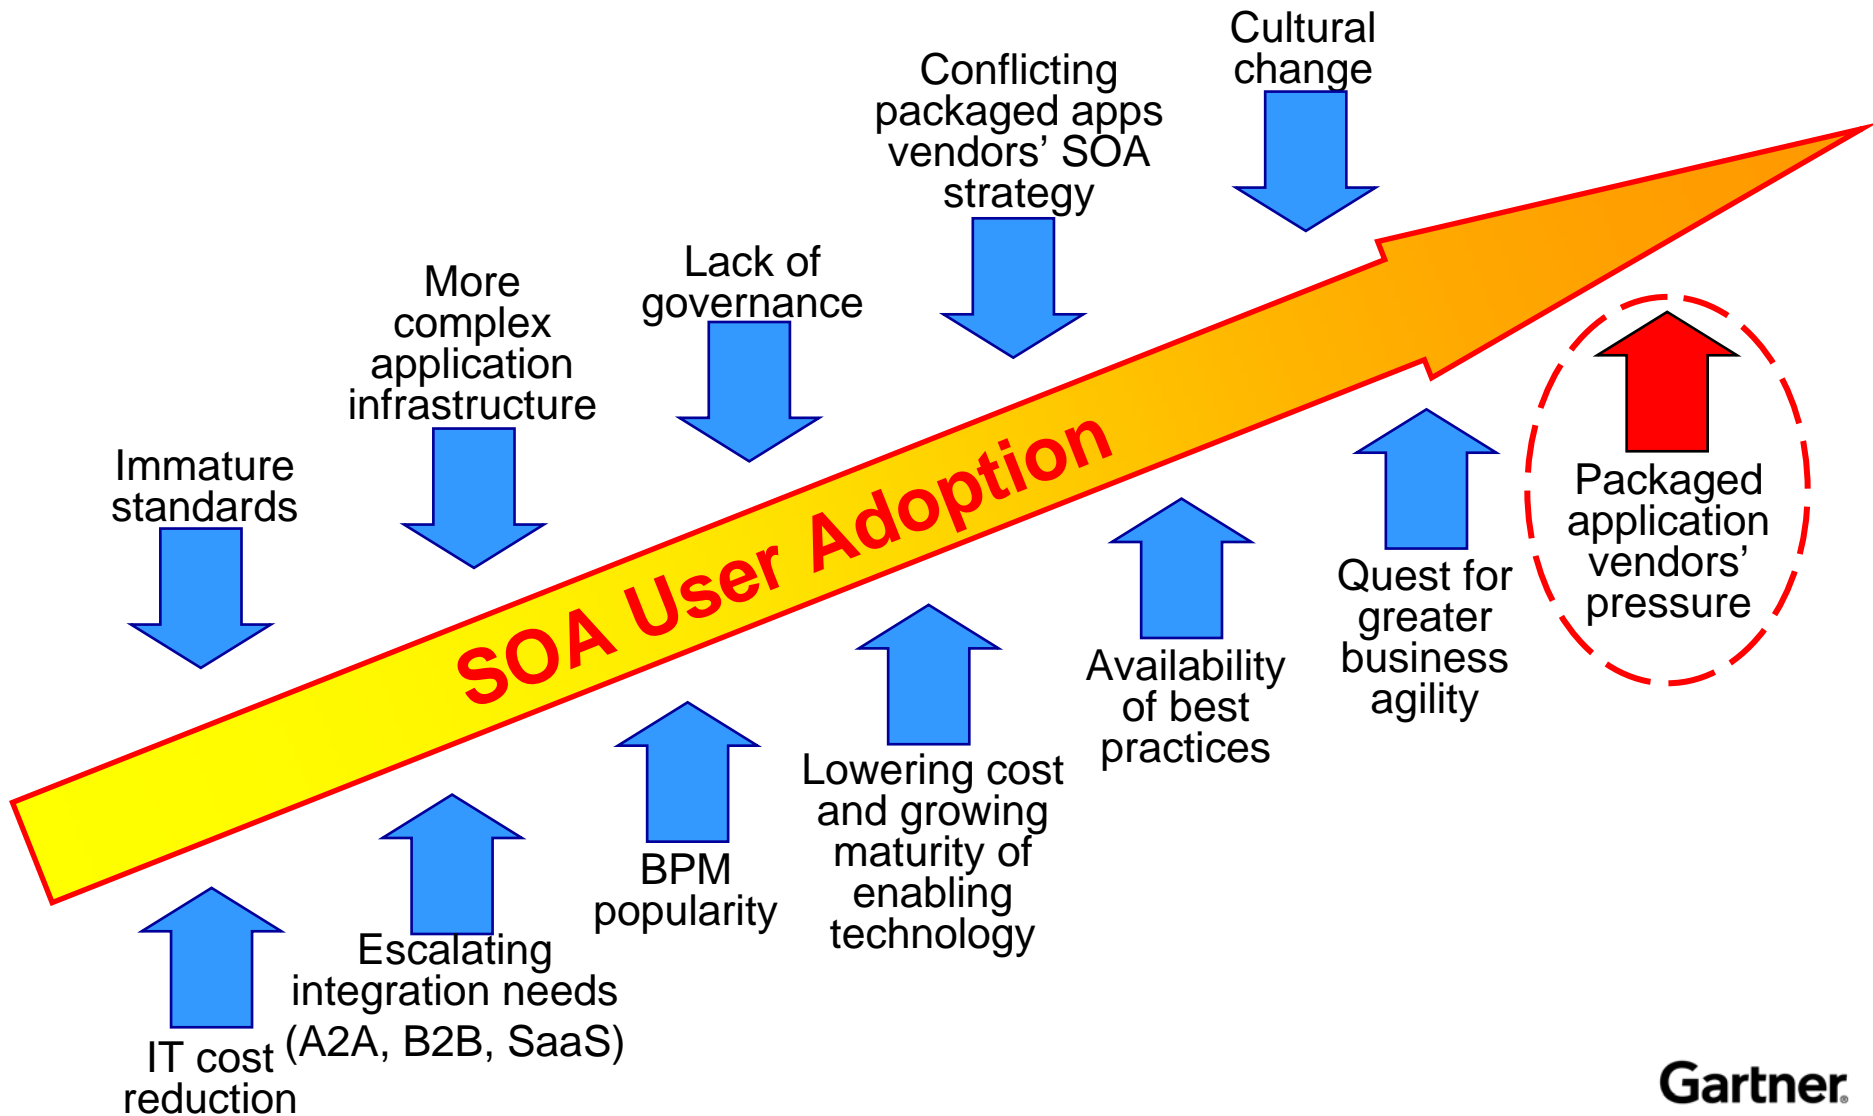 Cultural
change
Conflicting
packaged apps
vendors’ SOA
strategy
Lack of
governance
More
complex
application
infrastructure
Immature
standards
SOA User Adoption
Packaged
application
vendors’
pressure
Quest for
greater
business
agility
Availability
of best
practices
Lowering cost
and growing
maturity of
enabling
technology
BPM
popularity
Escalating
integration needs
(A2A, B2B, SaaS)
IT cost
reduction
Gartner.